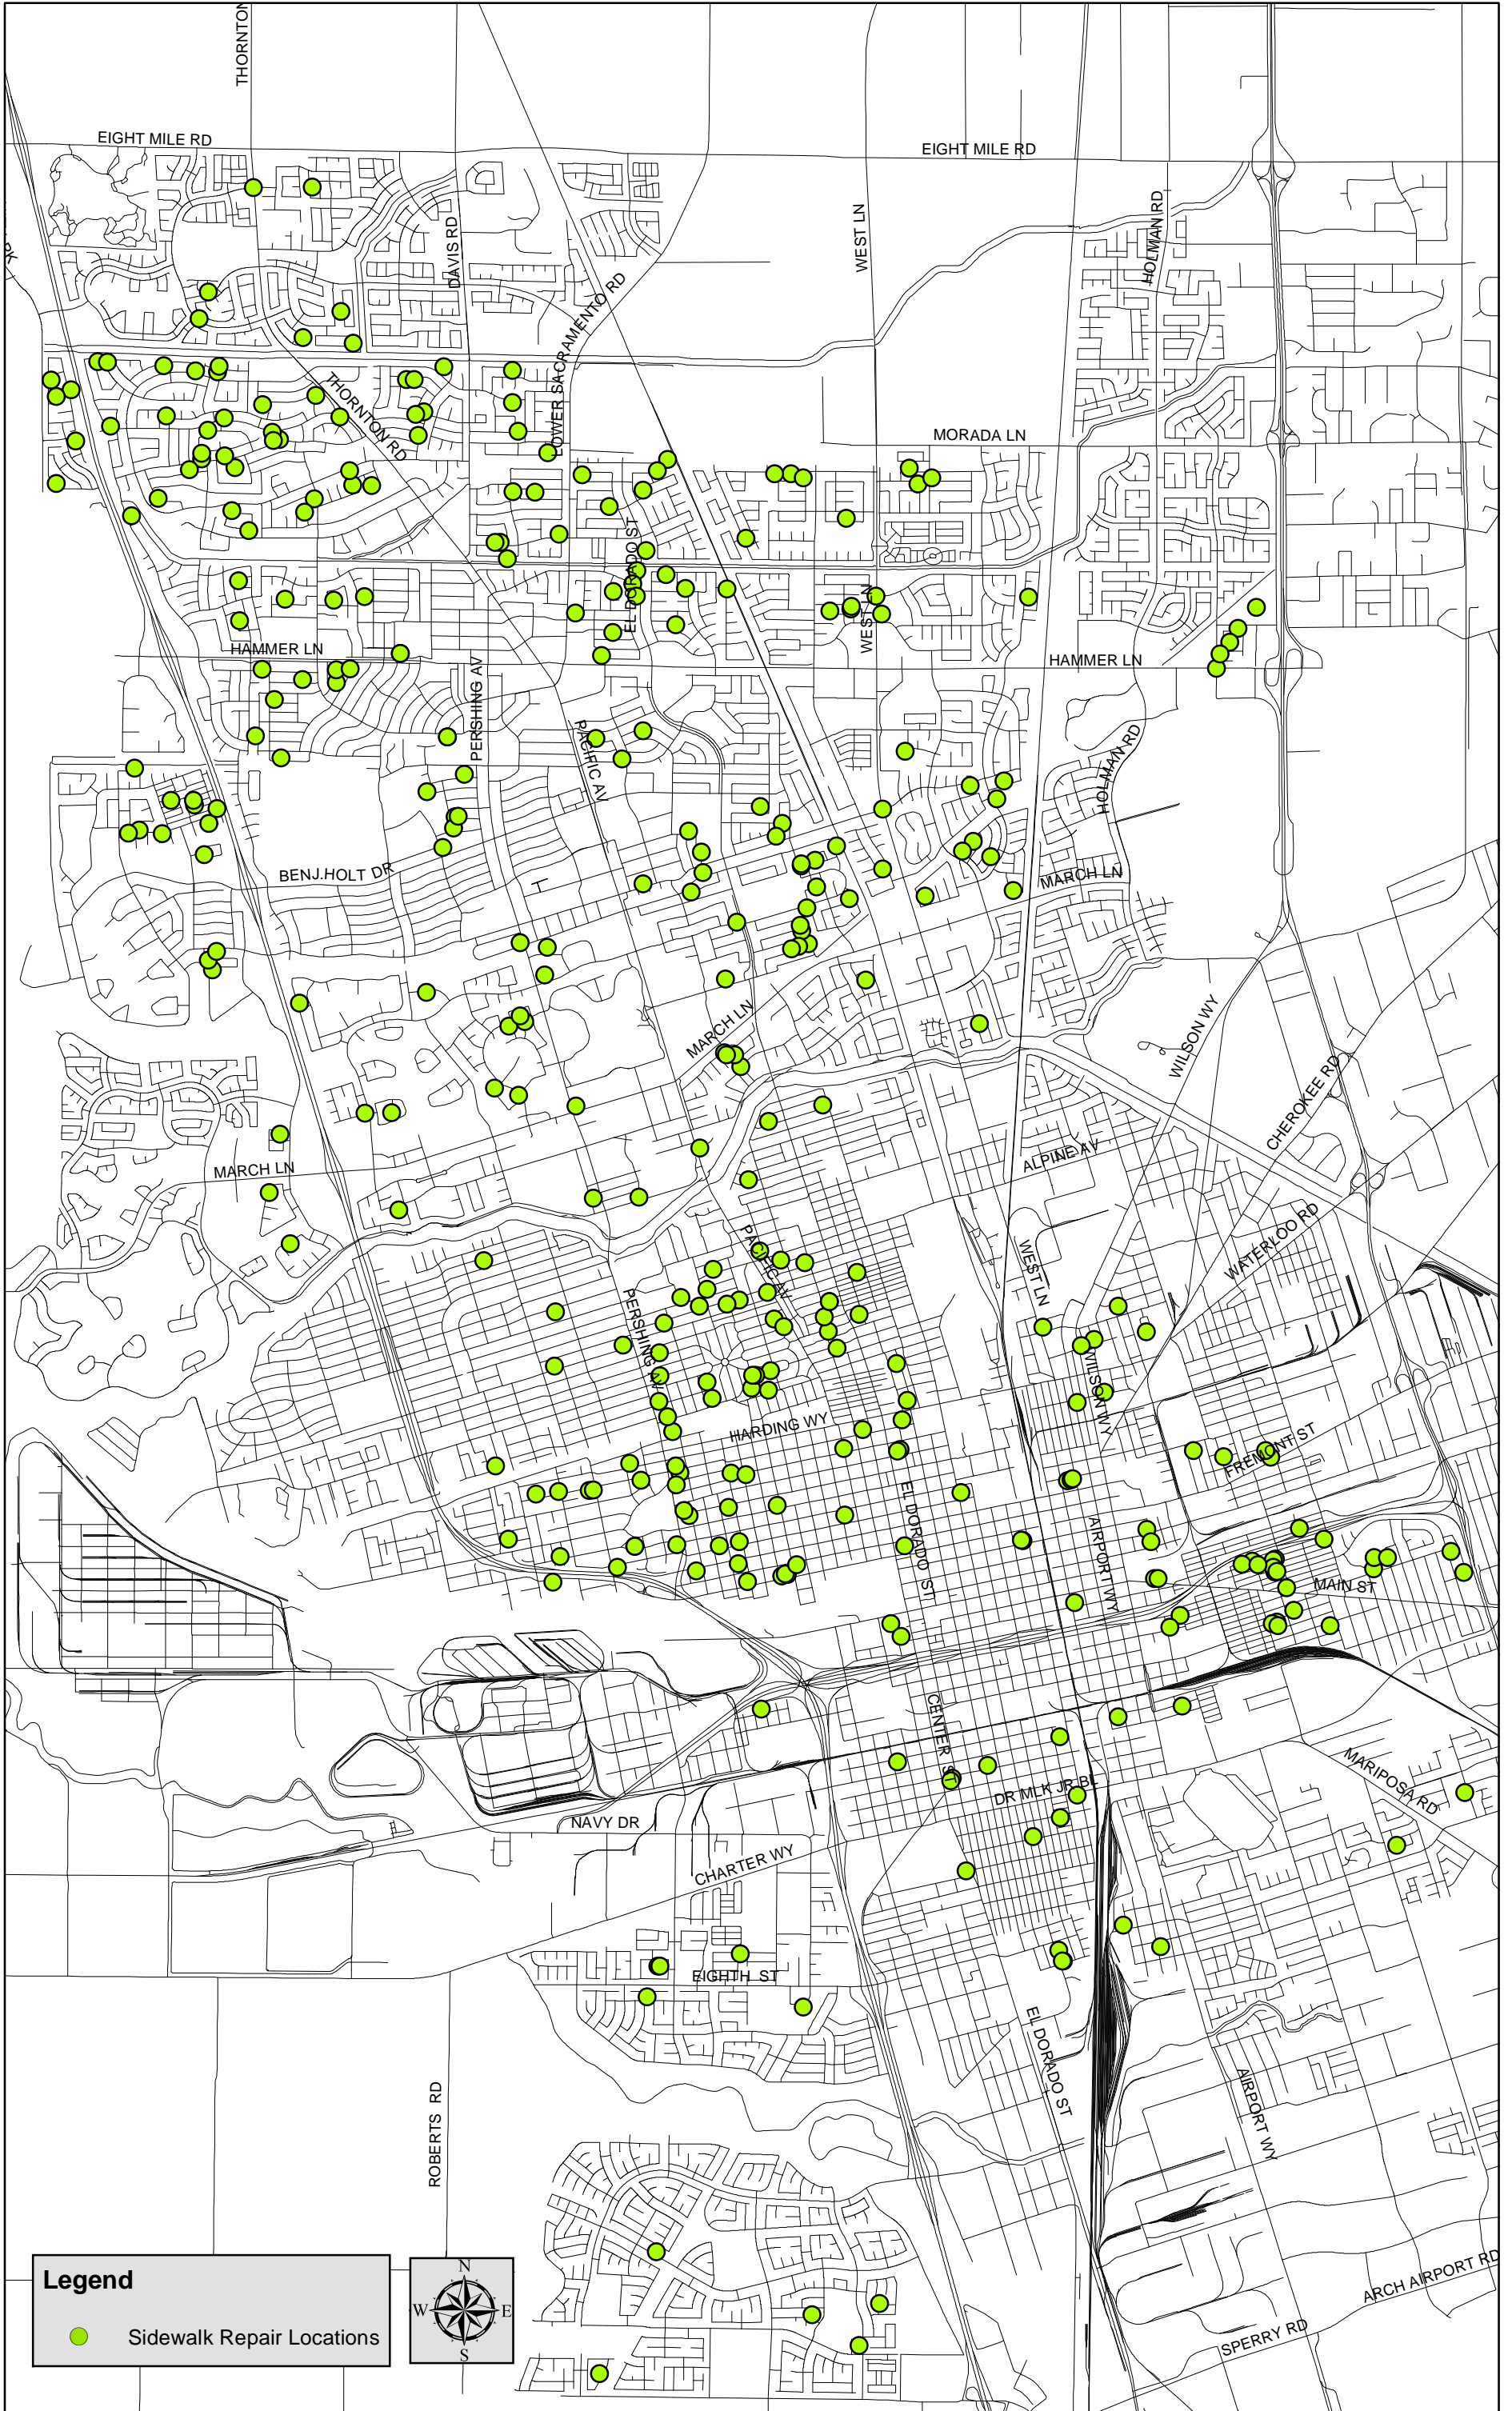 THORNTON
EIGHT MILE RD
EIGHT MILE RD
DAVIS RD
WEST LN
HOLMAN RD
LOWER SACRAMENTO RD
THORNTON RD
MORADA LN
EL DORADO ST
WEST LN
HAMMER LN
HAMMER LN
PERSHING AV
PACIFIC AV
HOLMAN RD
BENJ.HOLT DR
MARCH LN
MARCH LN
WILSON WY
CHEROKEE RD
ALPINE AV
MARCH LN
WATERLOO RD
PACIFIC AV
WEST LN
PERSHING AV
WILSON WY
HARDING WY
FREMONT ST
EL DORADO ST
AIRPORT WY
MAIN ST
CENTER ST
DR MLK JR BL
MARIPOSA RD
NAVY DR
CHARTER WY
EIGHTH ST
EL DORADO ST
AIRPORT WY
ROBERTS RD
ARCH AIRPORT RD
SPERRY RD
Legend
Sidewalk Repair Locations
N
W E
S